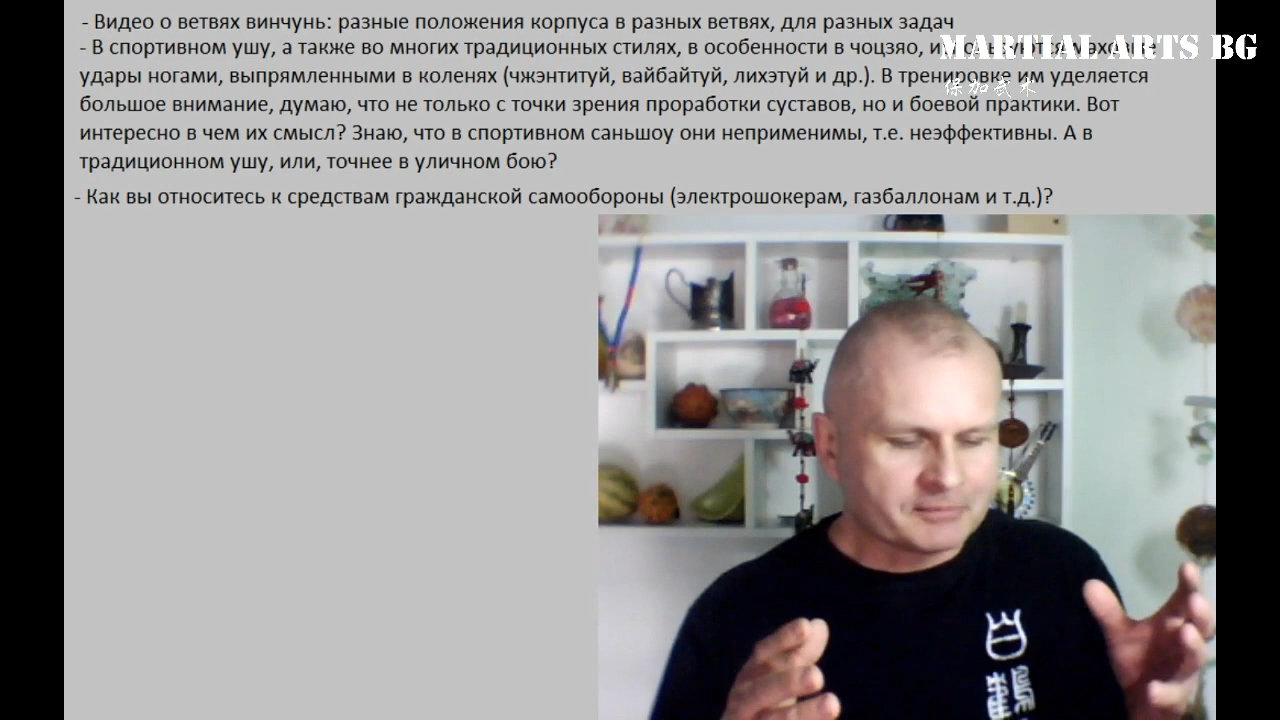 - Видео о ветвях винчунь: разные положения корпуса в разных ветвях, для разных задач
- В спортивном ушу, а также во многих традиционных стилях, в особенности в чоцзяо,
удары ногами, выпрямленными в коленях (чжэнтитуй, вайбайтуй, лихэтуй и др.). В тренировке им уделяется
большое внимание, думаю, что не только с точки зрения проработки суставов, но и боевой практики. Вот
интересно в чем их смысл? Знаю, что в спортивном саньшоу они неприменимы, т.е. неэффективны. А в
традиционном ушу, или, точнее в уличном бою?
- Как вы относитесь к средствам гражданской самообороны (электрошокерам, газбаллонам и т.д.)?
MARTIAL ARTS BG
保加武术